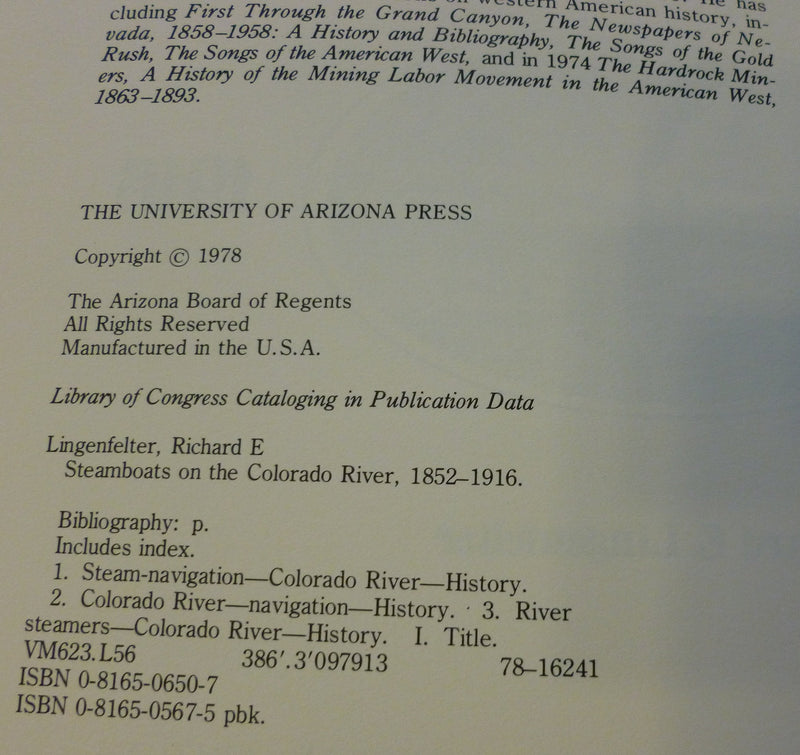 western American history, in-
cluding First Through the Grand Canyon, The Newspapers of Ne-
vada, 1858–1958: A History and Bibliography, The Songs of the Gold
Rush, The Songs of the American West, and in 1974 The Hardrock Min-
ers, A History of the Mining Labor Movement in the American West,
1863–1893.
THE UNIVERSITY OF ARIZONA PRESS
Copyright © 1978
The Arizona Board of Regents
All Rights Reserved
Manufactured in the U.S.A.
Library of Congress Cataloging in Publication Data
Lingenfelter, Richard E
Steamboats on the Colorado River, 1852–1916.
Bibliography: p.
Includes index.
1. Steam-navigation—Colorado River—History.
2. Colorado River—navigation—History. 3. River
steamers—Colorado River—History. I. Title.
VM623.L56 386'.3'097913 78–16241
ISBN 0-8165-0650-7
ISBN 0-8165-0567-5 pbk.